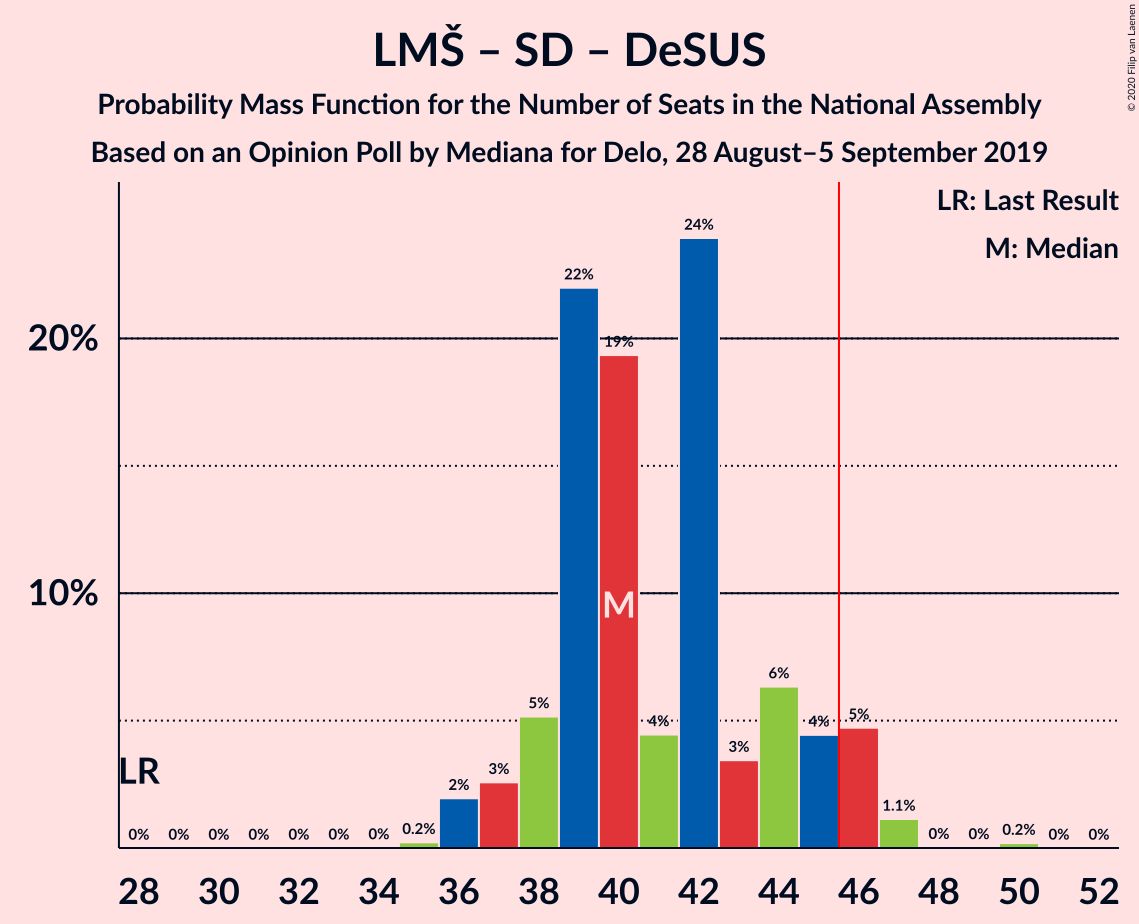 LMŠ – SD – DeSUS
Probability Mass Function for the Number of Seats in the National Assembly
Based on an Opinion Poll by Mediana for Delo, 28 August–5 September 2019
© 2020 Filip van Laenen
LR: Last Result
M: Median
20%
10%
LR
M
0% 0% 0% 0% 0% 0% 0% 0.2% 2% 3% 5% 22% 19% 4% 24% 3% 6% 4% 5% 1.1% 0% 0% 0.2% 0% 0%
28 30 32 34 36 38 40 42 44 46 48 50 52